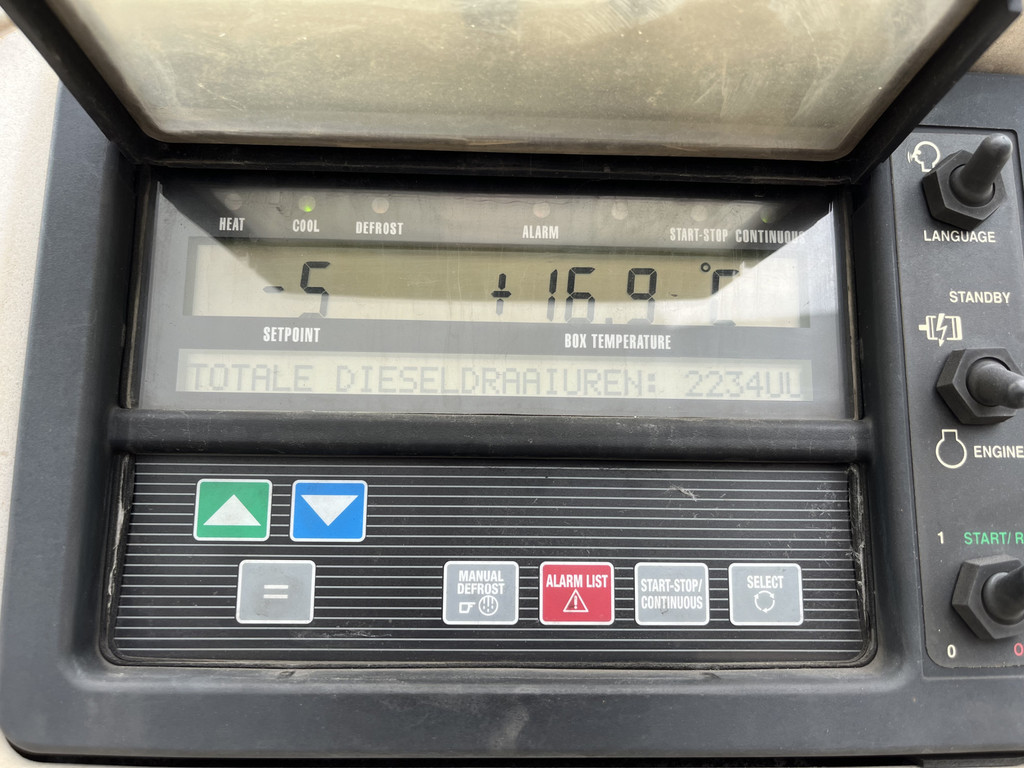 HEAT COOL DEFROST ALARM START-STOP CONTINUOUS
-5 +16.9 °C
SETPOINT BOX TEMPERATURE
TOTALE DIESELDRAAIUREN: 2234UU
MANUAL DEFROST
ALARM LIST
START-STOP/
CONTINUOUS
SELECT
=
LANGUAGE
STANDBY
ENGINE
1 START/R
0 O